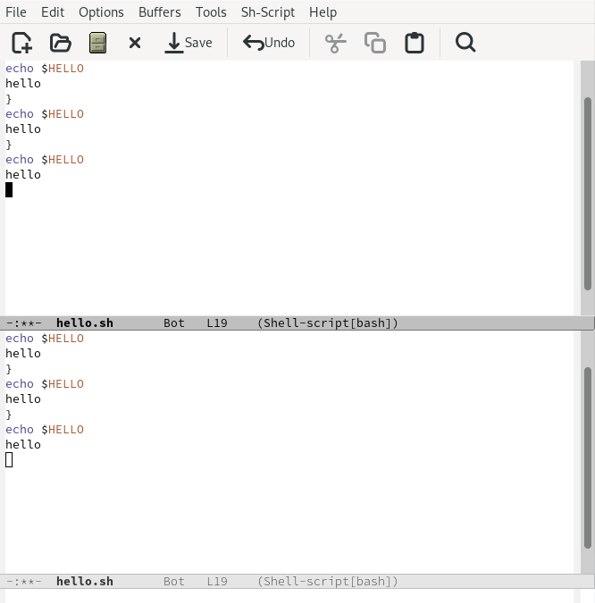 File Edit Options Buffers Tools Sh-Script Help
Save Undo
echo $HELLO
hello
}
echo $HELLO
hello
}
echo $HELLO
hello
-:**- hello.sh Bot L19 (Shell-script[bash])
echo $HELLO
hello
}
echo $HELLO
hello
}
echo $HELLO
hello
-:**- hello.sh Bot L19 (Shell-script[bash])